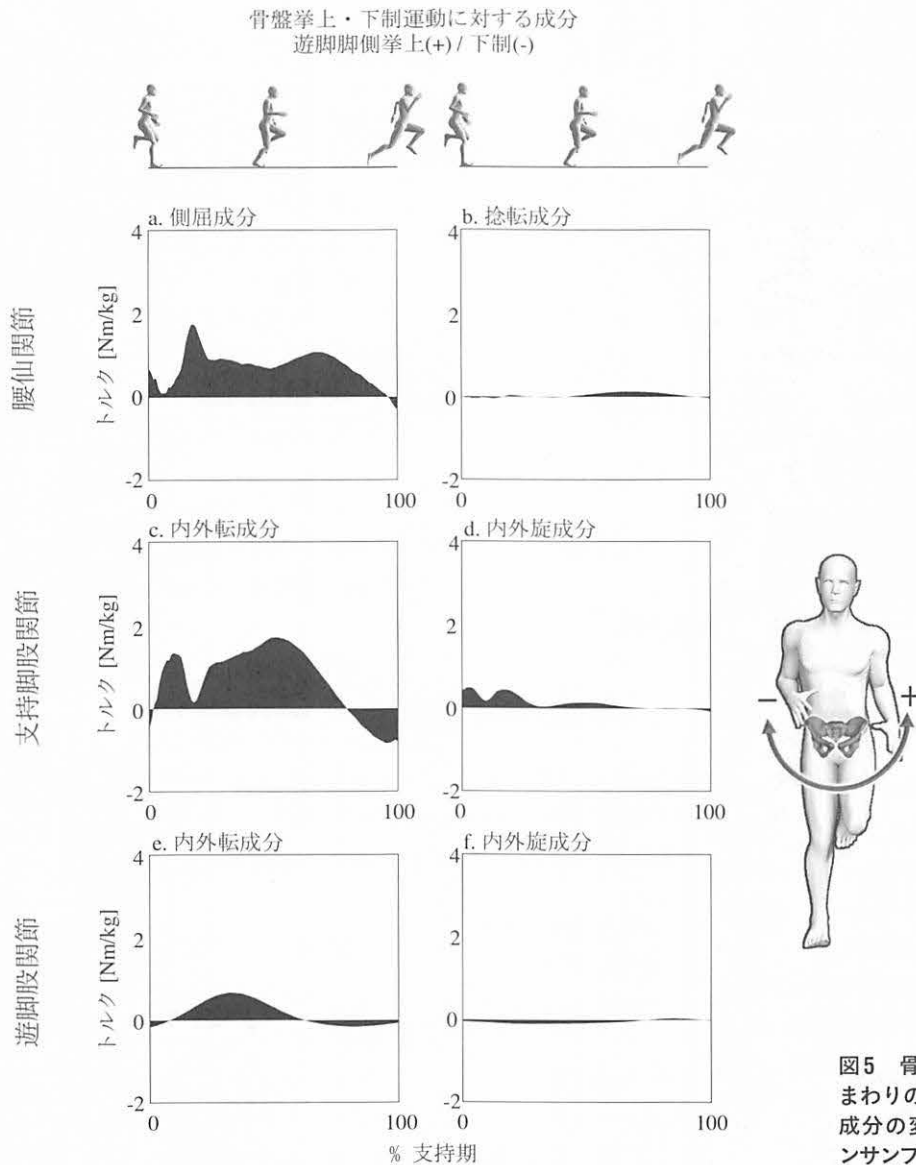 骨盤挙上・下制運動に対する成分
遊脚脚側挙上(+) / 下制(-)
腰仙関節
トルク [Nm/kg]
a. 側屈成分
4
2
0
-2
0
100
b. 捻転成分
4
2
0
-2
0
100
支持脚股関節
トルク [Nm/kg]
c. 内外転成分
4
2
0
-2
0
100
d. 内外旋成分
4
2
0
-2
0
100
遊脚股関節
トルク [Nm/kg]
e. 内外転成分
4
2
0
-2
0
100
f. 内外旋成分
4
2
0
-2
0
100
% 支持期
−
+
図5 骨
まわりの
成分の変
ンサンプ